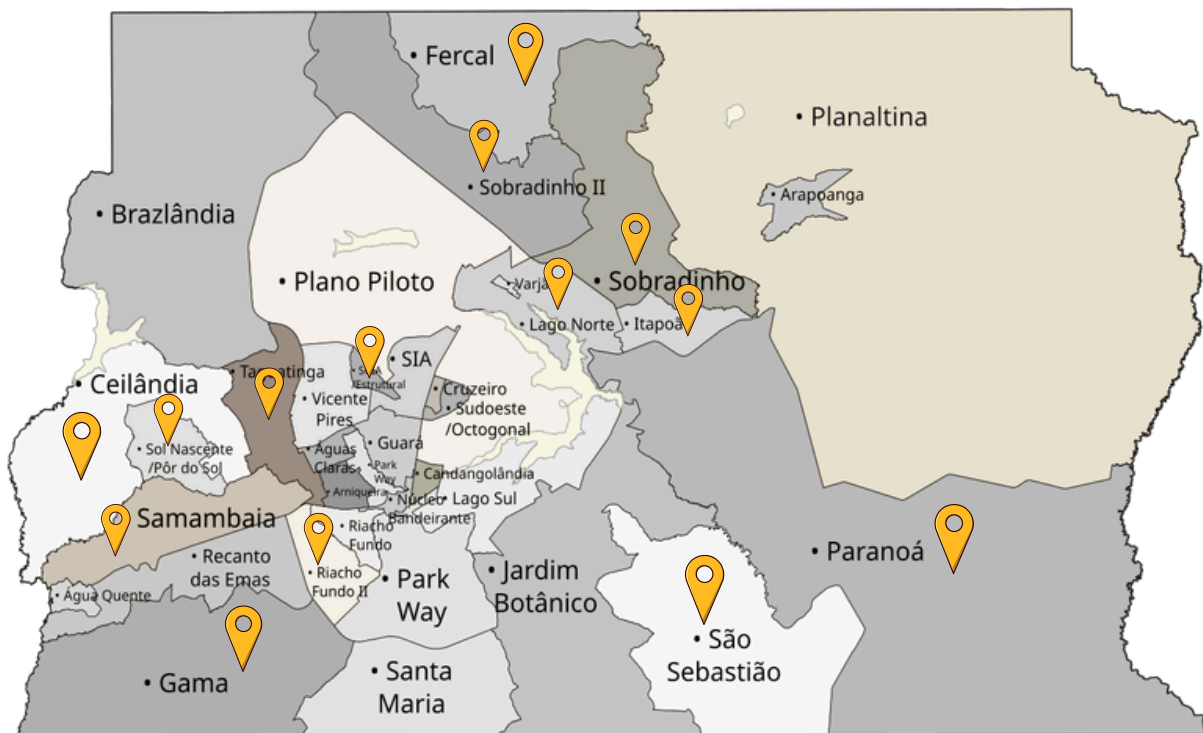 • Fercal
• Planaltina
• Sobradinho II
• Arapoanga
• Brazlândia
• Plano Piloto
• Sobradinho
• Lago Norte
• Itapoã
• SIA
/Estrutural
• Ceilândia
• Cruzeiro
• Vicente
Pires
• Sudoeste
/Octogonal
• Guará
• Sol Nascente
/Pôr do Sol
• Águas
Claras
• Park
Way
• Candangolândia
• Arniqueira
• Núcleo
Bandeirante
• Lago Sul
Samambaia
• Riacho
Fundo
• Recanto
das Emas
• Riacho
Fundo II
• Park
Way
• Jardim
Botânico
• Paranoá
• Água Quente
• São
Sebastião
• Gama
• Santa
Maria